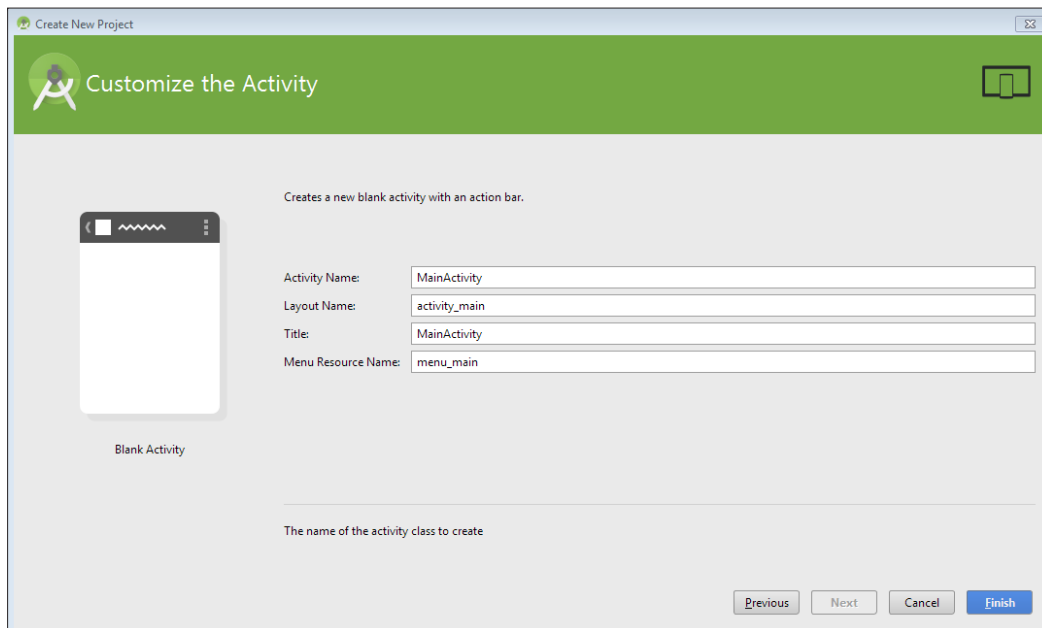 Create New Project
Customize the Activity
Creates a new blank activity with an action bar.
Activity Name: MainActivity
Layout Name: activity_main
Title: MainActivity
Menu Resource Name: menu_main
Blank Activity
The name of the activity class to create
Previous Next Cancel Finish